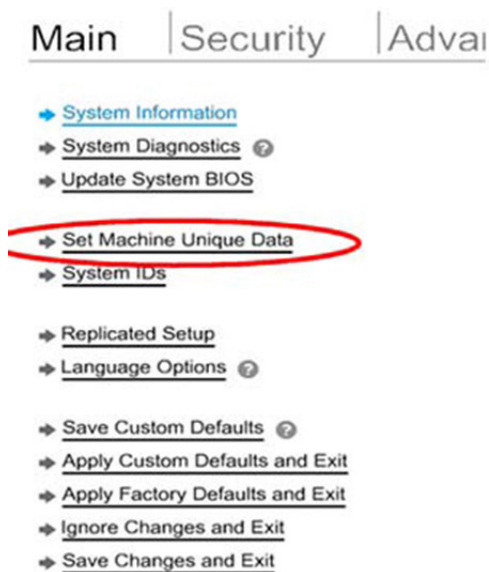 Main Security Advai
System Information
System Diagnostics ?
Update System BIOS
Set Machine Unique Data
System IDs
Replicated Setup
Language Options ?
Save Custom Defaults ?
Apply Custom Defaults and Exit
Apply Factory Defaults and Exit
Ignore Changes and Exit
Save Changes and Exit